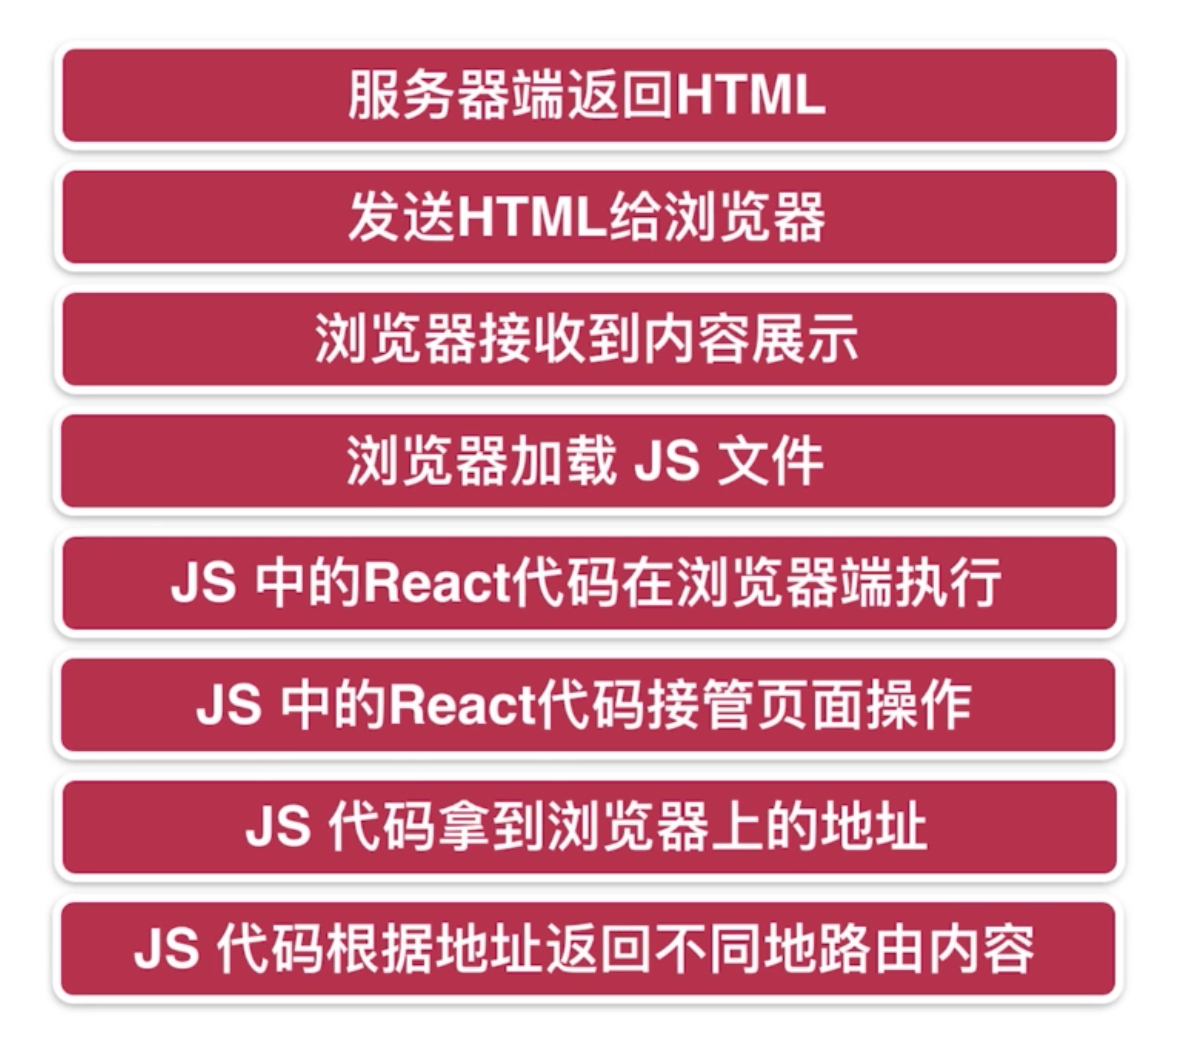 服务器端返回HTML
发送HTML给浏览器
浏览器接收到内容展示
浏览器加载 JS 文件
JS 中的React代码在浏览器端执行
JS 中的React代码接管页面操作
JS 代码拿到浏览器上的地址
JS 代码根据地址返回不同地路由内容